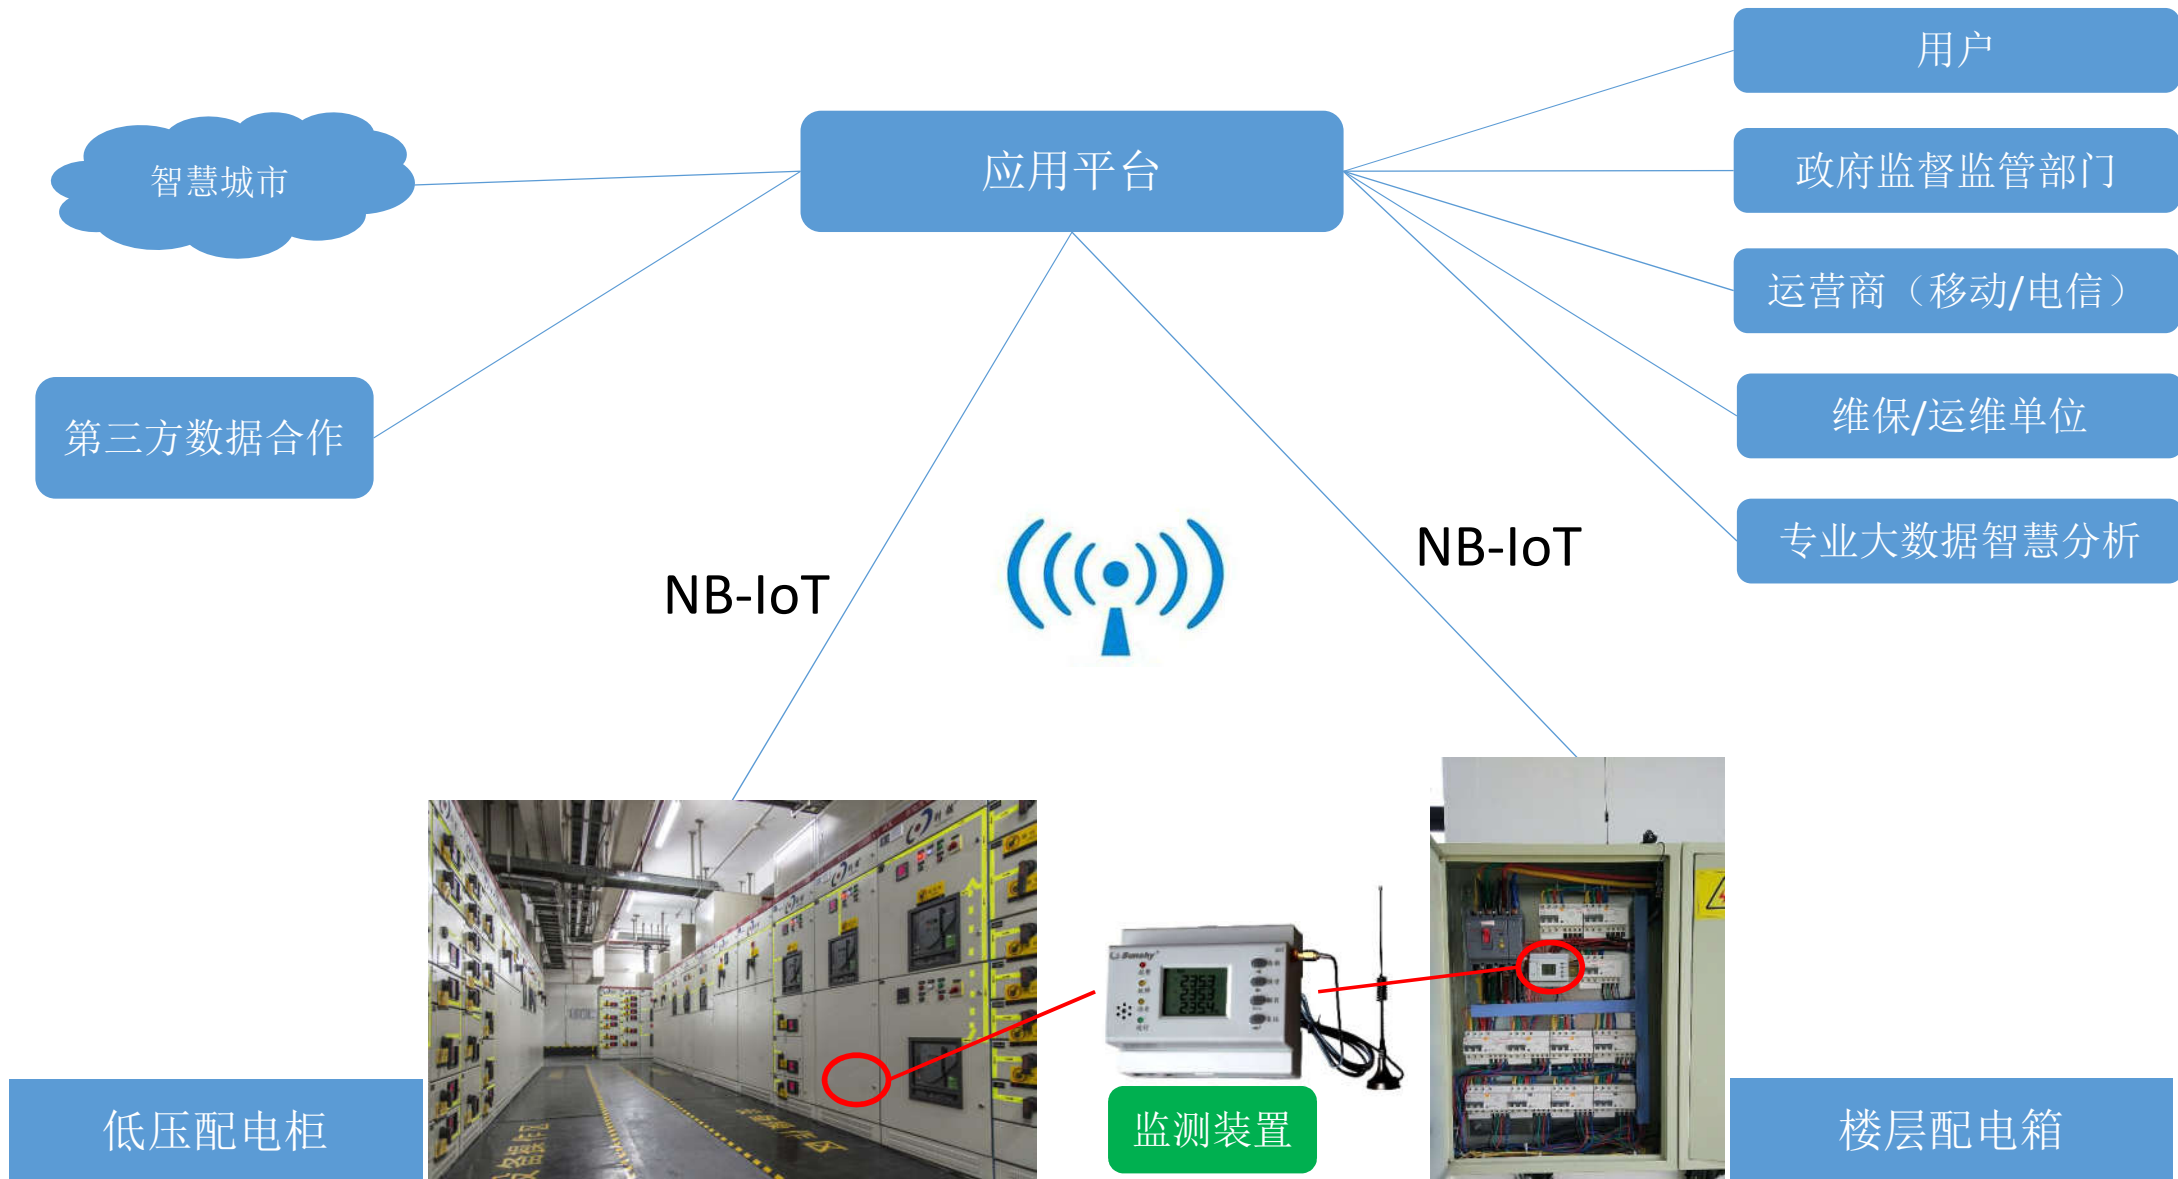 用户
智慧城市
应用平台
政府监督监管部门
运营商（移动/电信）
第三方数据合作
维保/运维单位
NB-IoT
NB-IoT
专业大数据智慧分析
Sunshy
低压配电柜
监测装置
楼层配电箱